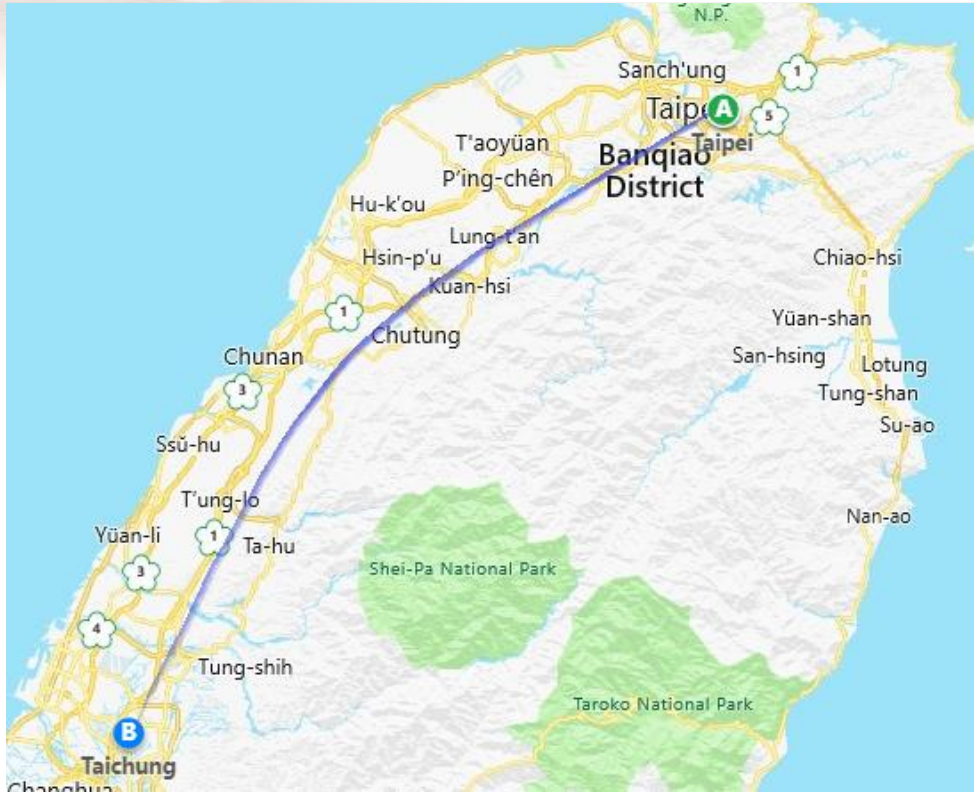 N.P.
1
Sanch'ung
Taipe
A
5
Taipei
T'aoyüan
Banqiao
District
P'ing-chên
Hu-k'ou
Lung-t'an
Hsin-p'u
Chiao-hsi
Kuan-hsi
1
Yüan-shan
Chutung
San-hsing
Chunan
Lotung
3
Tung-shan
Su-ao
Ssŭ-hu
T'ung-lo
Nan-ao
Yüan-li
1
Ta-hu
3
Shei-Pa National Park
4
Tung-shih
Taroko National Park
B
Taichung
Changhua